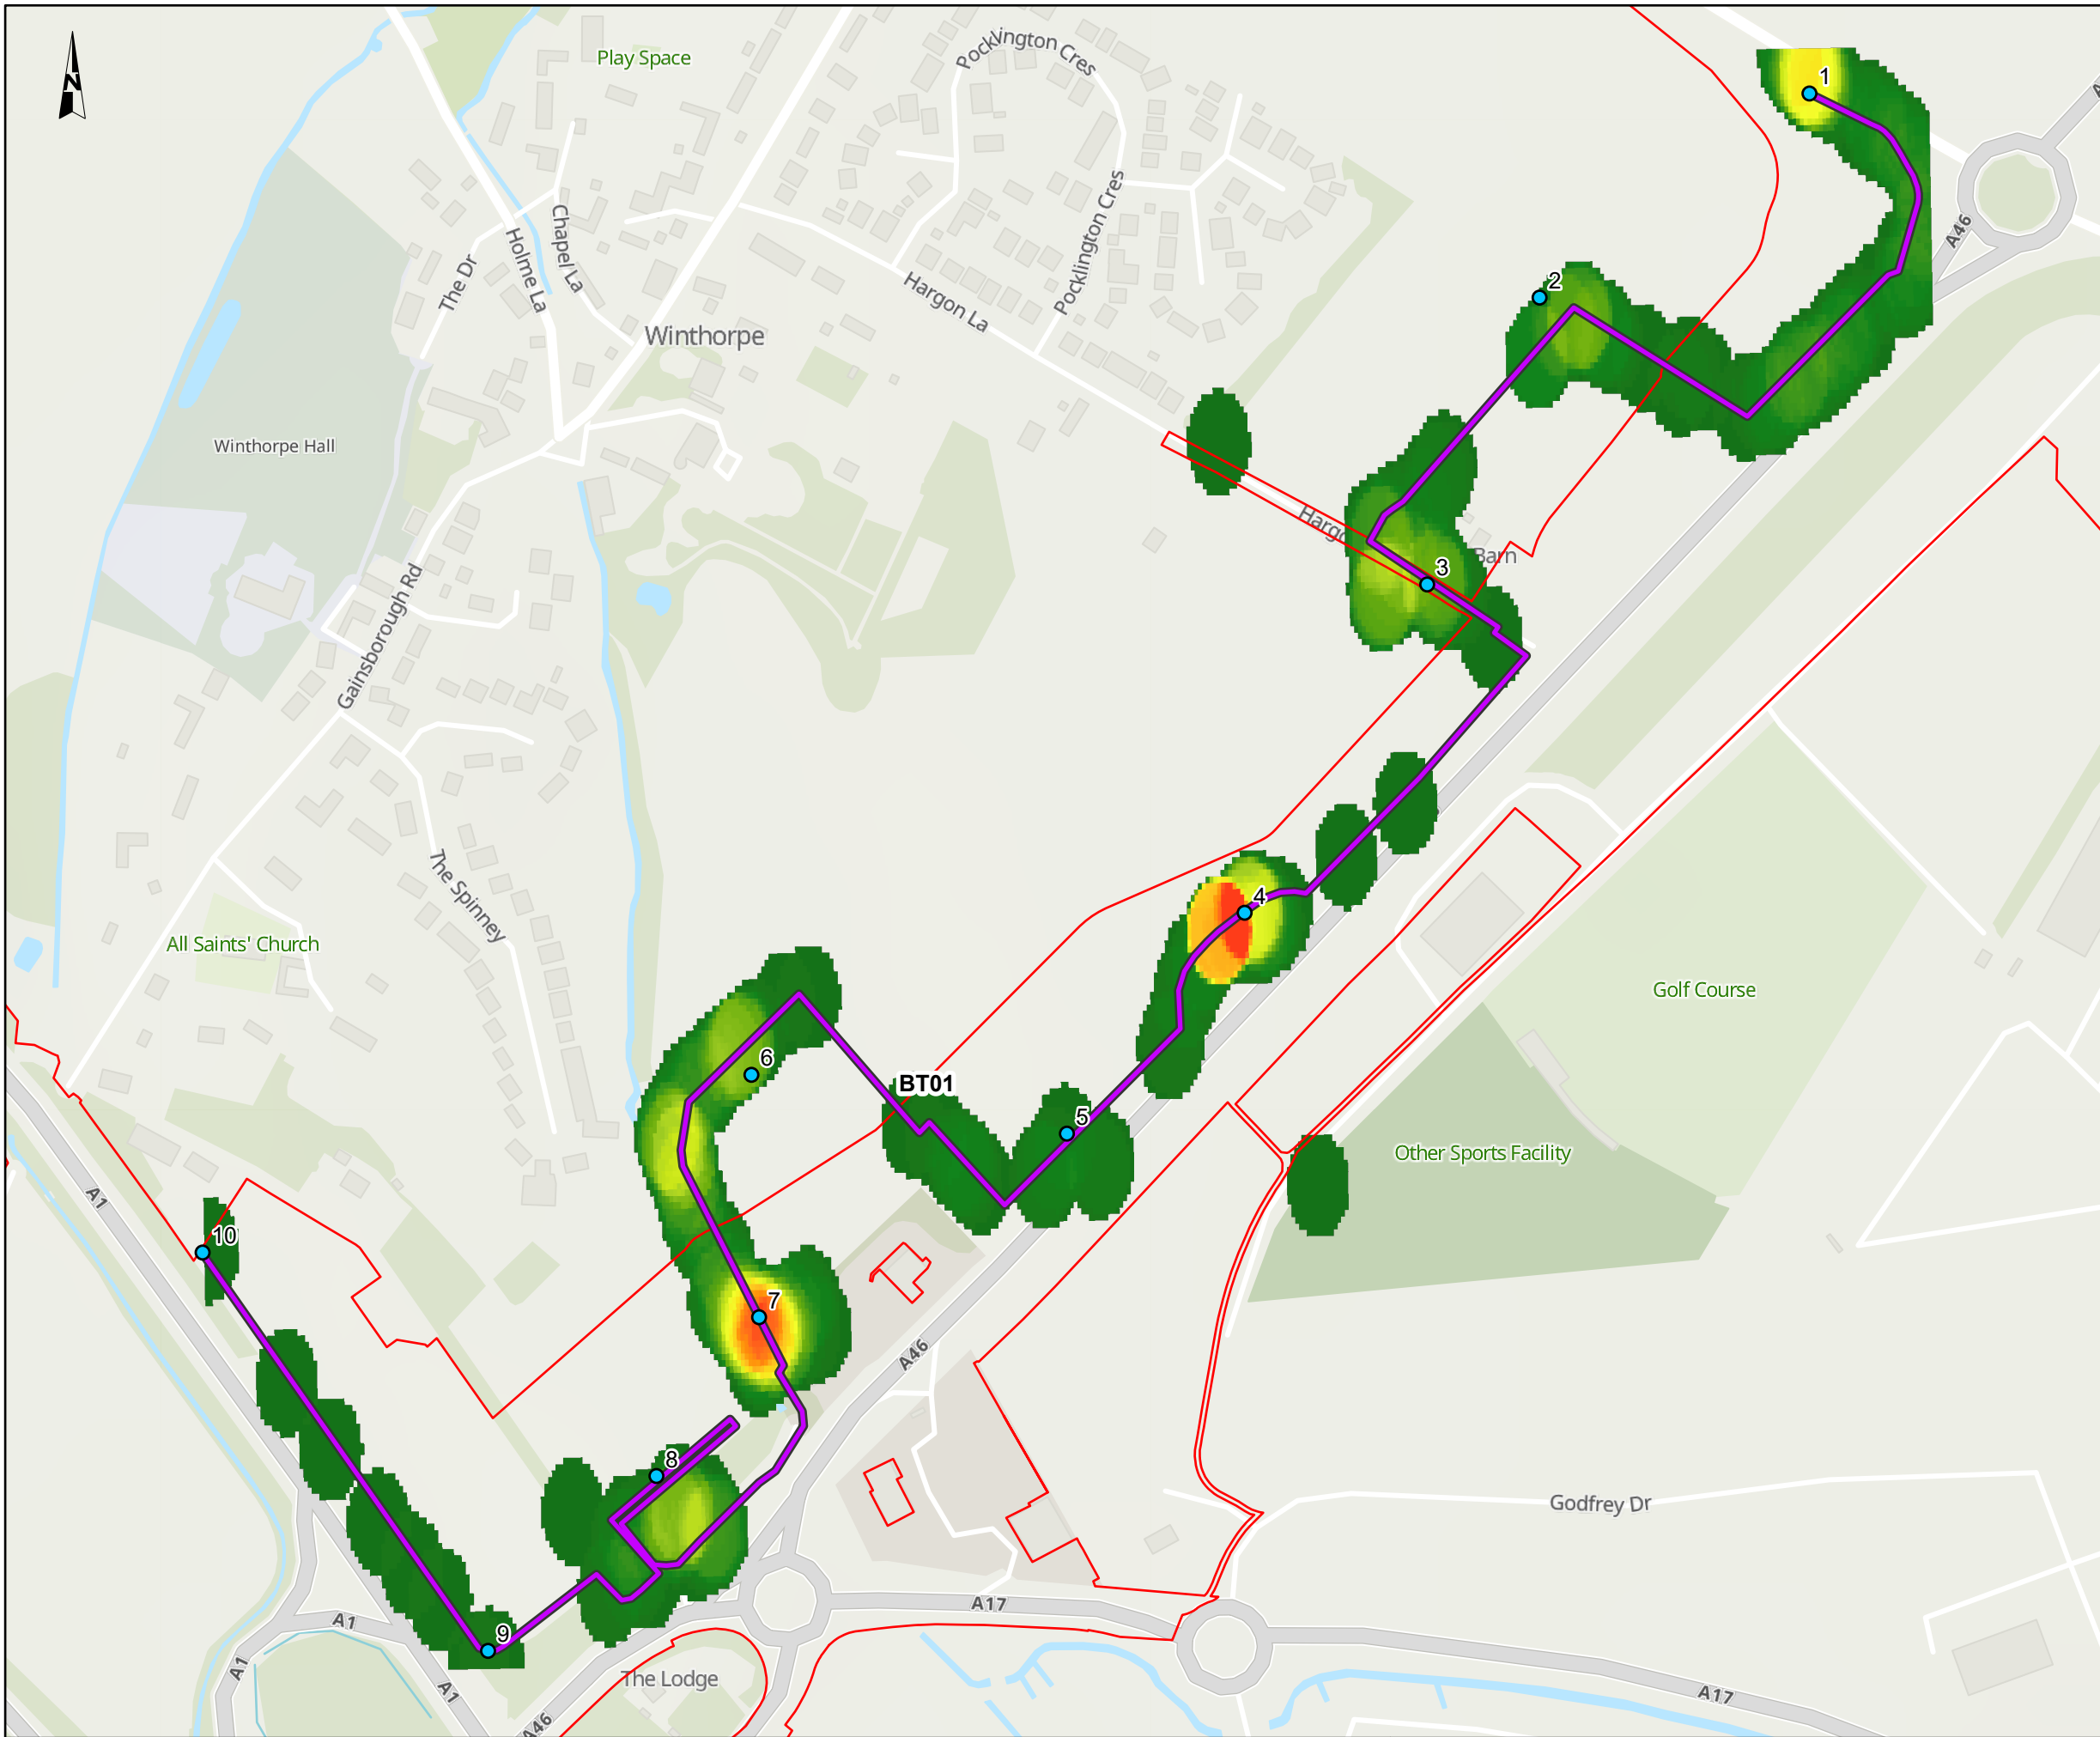 N
Play Space
Pocklington Cres
1
A46
Chapel La
Holme La
The Dr
Pocklington Cres
Hargon La
2
Winthorpe
Winthorpe Hall
Hargo
Barn
3
Gainsborough Rd
The Spinney
4
All Saints' Church
Golf Course
6
BT01
5
Other Sports Facility
A1
10
7
A46
8
Godfrey Dr
A17
A1
9
The Lodge
A1
A1
A46
A17